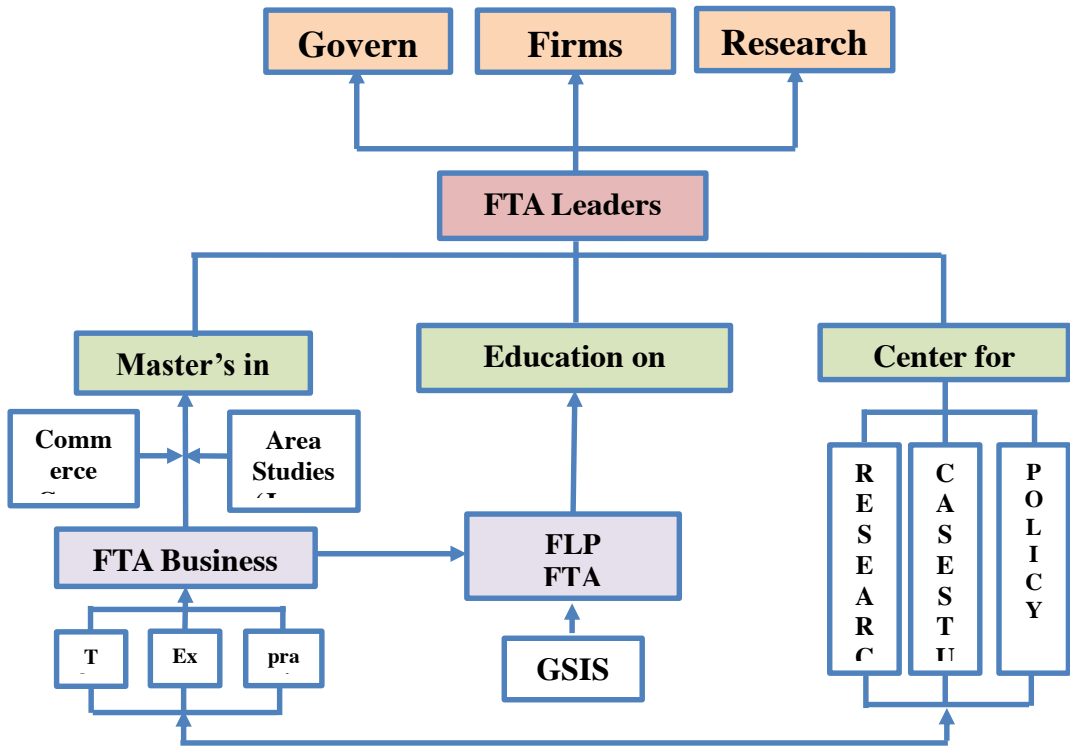 Govern
Firms
Research
FTA Leaders
Master’s in
Education on
Center for
Comm
erce
Area
Studies
FTA Business
FLP
FTA
T
Ex
pra
GSIS
R
E
S
E
A
R
C
C
A
S
E
S
T
U
P
O
L
I
C
Y